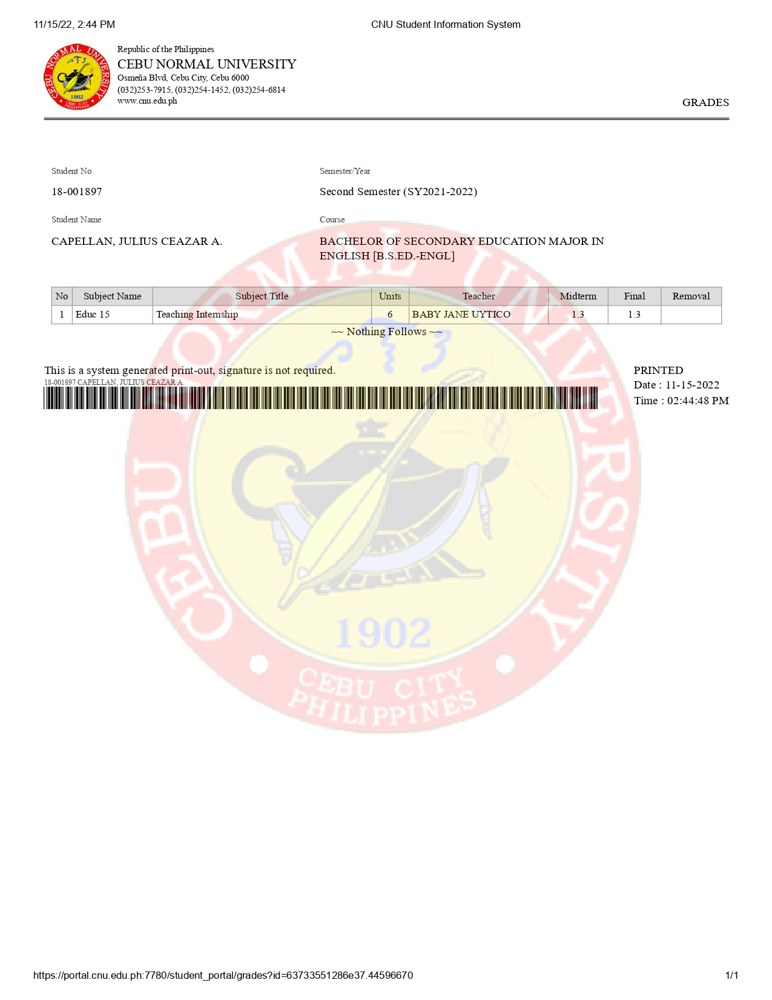 11/15/22, 2:44 PM CNU Student Information System
Republic of the Philippines
CEBU NORMAL UNIVERSITY
Osmeña Blvd, Cebu City, Cebu 6000
(032)253-7915, (032)254-1452, (032)254-6814
www.cnu.edu.ph
GRADES
CEBU NORMAL UNIVERSITY
1902
CEBU CITY
PHILIPPINES
Student No Semester/Year
18-001897 Second Semester (SY2021-2022)
Student Name Course
CAPELLAN, JULIUS CEAZAR A. BACHELOR OF SECONDARY EDUCATION MAJOR IN
ENGLISH [B.S.ED.-ENGL]
No Subject Name Subject Title Units Teacher Midterm Final Removal
1 Educ 15 Teaching Internship 6 BABY JANE UYTICO 1.3 1.3
~~ Nothing Follows ~~
This is a system generated print-out, signature is not required. PRINTED
18-001897 CAPELLAN, JULIUS CEAZAR A.
Date : 11-15-2022
Time : 02:44:48 PM
CEBU NORMAL UNIVERSITY
1902
CEBU CITY
PHILIPPINES
https://portal.cnu.edu.ph:7780/student_portal/grades?id=63733551286e37.44596670 1/1